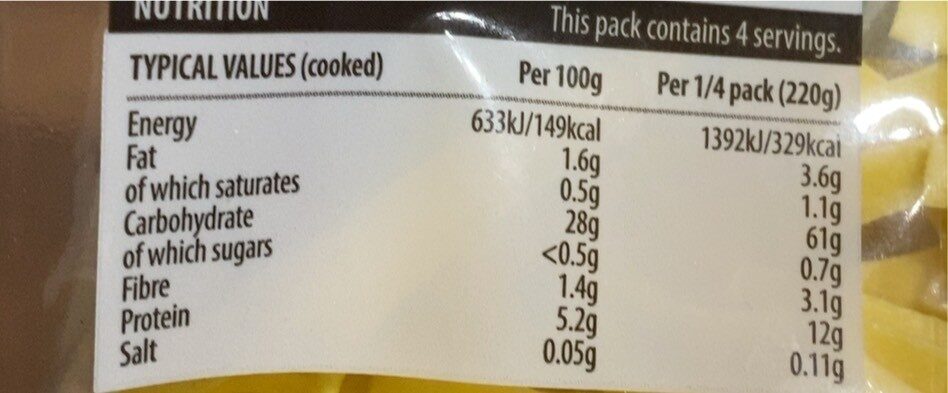 NUTRITION
This pack contains 4 servings.
TYPICAL VALUES (cooked) Per 100g Per 1/4 pack (220g)
Energy 633kJ/149kcal 1392kJ/329kcal
Fat 1.6g 3.6g
of which saturates 0.5g 1.1g
Carbohydrate 28g 61g
of which sugars <0.5g 0.7g
Fibre 1.4g 3.1g
Protein 5.2g 12g
Salt 0.05g 0.11g